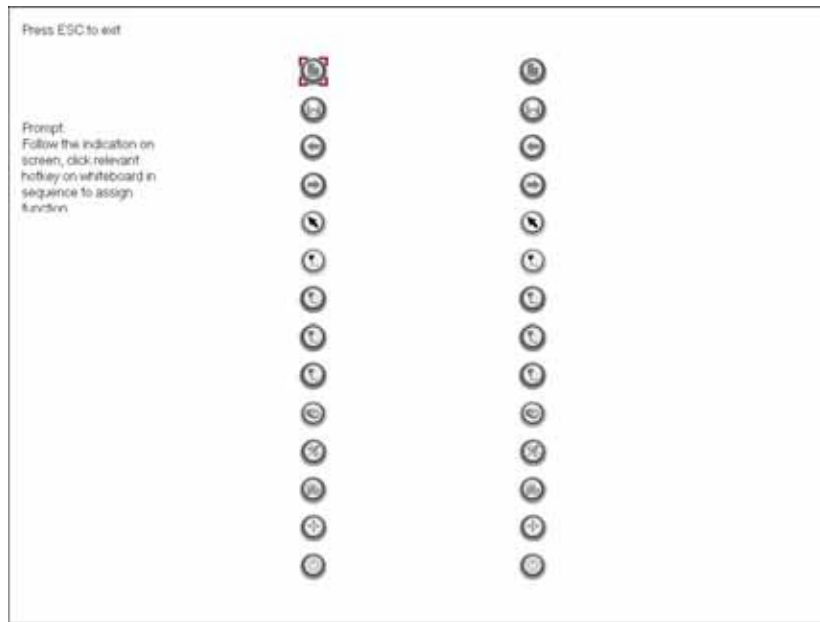 Press ESC to exit
Prompt:
Follow the indication on
screen, click relevant
hotkey on whiteboard in
sequence to assign
function